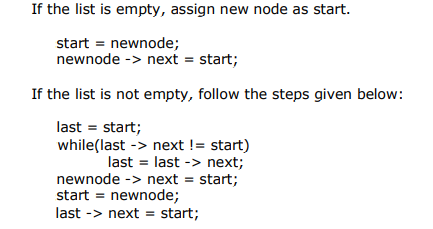 If the list is empty, assign new node as start.
start = newnode;
newnode -> next = start;
If the list is not empty, follow the steps given below:
last = start;
while(last -> next != start)
last = last -> next;
newnode -> next = start;
start = newnode;
last -> next = start;